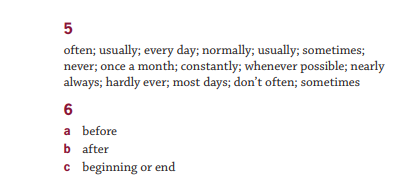 5
often; usually; every day; normally; usually; sometimes;
never; once a month; constantly; whenever possible; nearly
always; hardly ever; most days; don't often; sometimes
6
a before
b after
c beginning or end